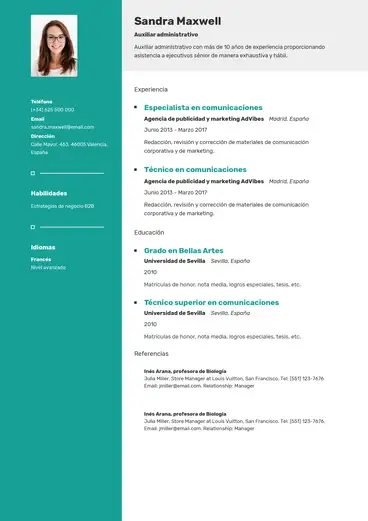 Sandra Maxwell
Auxiliar administrativo
Auxiliar administrativo con más de 10 años de experiencia proporcionando
asistencia a ejecutivos sénior de manera exhaustiva y hábil.
Teléfono
(+34) 625 500 000
Email
sandra.maxwell@email.com
Dirección
Calle Mayor, 463, 46005 Valencia,
España
Habilidades
Estrategias de negocio B2B
Idiomas
Francés
Nivel avanzado
Experiencia
Especialista en comunicaciones
Agencia de publicidad y marketing AdVibes Madrid, España
Junio 2013 - Marzo 2017
Redacción, revisión y corrección de materiales de comunicación
corporativa y de marketing.
Técnico en comunicaciones
Agencia de publicidad y marketing AdVibes Madrid, España
Junio 2013 - Marzo 2017
Redacción, revisión y corrección de materiales de comunicación
corporativa y de marketing.
Educación
Grado en Bellas Artes
Universidad de Sevilla Sevilla, España
2010
Matrículas de honor, nota media, logros especiales, tesis, etc.
Técnico superior en comunicaciones
Universidad de Sevilla Sevilla, España
2010
Matrículas de honor, nota media, logros especiales, tesis, etc.
Referencias
Inés Arana, profesora de Biología
Julia Miller, Store Manager at Louis Vuitton, San Francisco. Tel: (551) 123-7676
Email: jmiller@email.com. Relationship: Manager
Inés Arana, profesora de Biología
Julia Miller, Store Manager at Louis Vuitton, San Francisco. Tel: (551) 123-7676,
Email: jmiller@email.com. Relationship: Manager